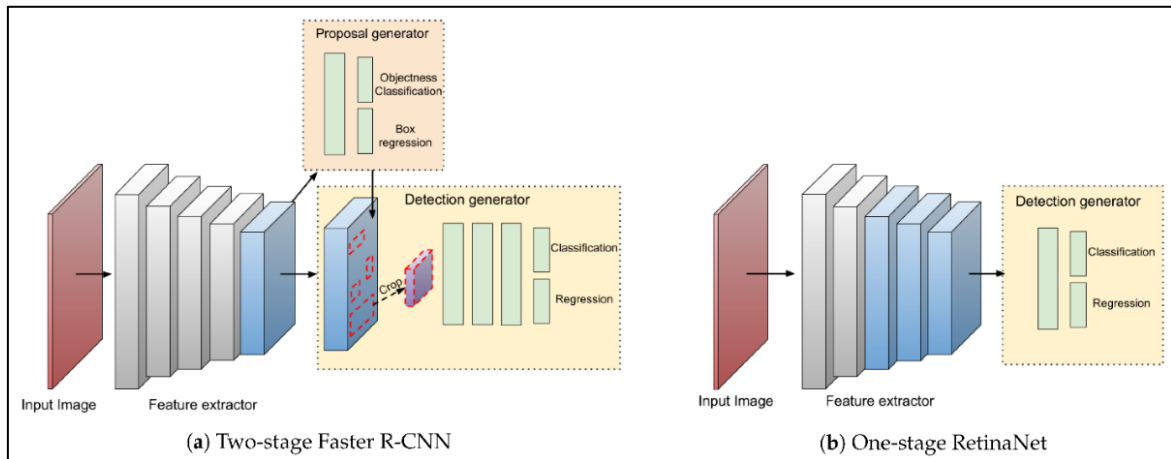 Proposal generator
Objectness
Classification
Box
regression
Detection generator
Classification
Crop
Regression
Input Image
Feature extractor
(a) Two-stage Faster R-CNN
Detection generator
Classification
Regression
Input Image
Feature extractor
(b) One-stage RetinaNet